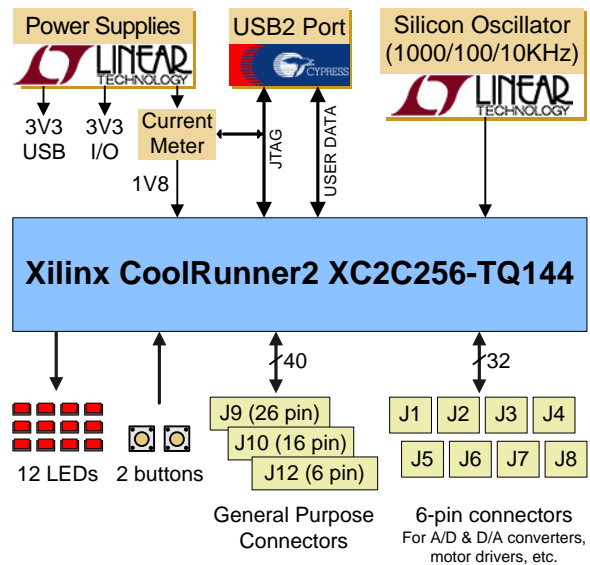 Power Supplies
LINEAR
TECHNOLOGY
USB2 Port
CYPRESS
Silicon Oscillator
(1000/100/10KHz)
LINEAR
TECHNOLOGY
3V3
USB
3V3
I/O
Current
Meter
1V8
JTAG
USER DATA
Xilinx CoolRunner2 XC2C256-TQ144
40
32
12 LEDs
2 buttons
J9 (26 pin)
J10 (16 pin)
J12 (6 pin)
General Purpose
Connectors
J1 J2 J3 J4
J5 J6 J7 J8
6-pin connectors
For A/D & D/A converters,
motor drivers, etc.